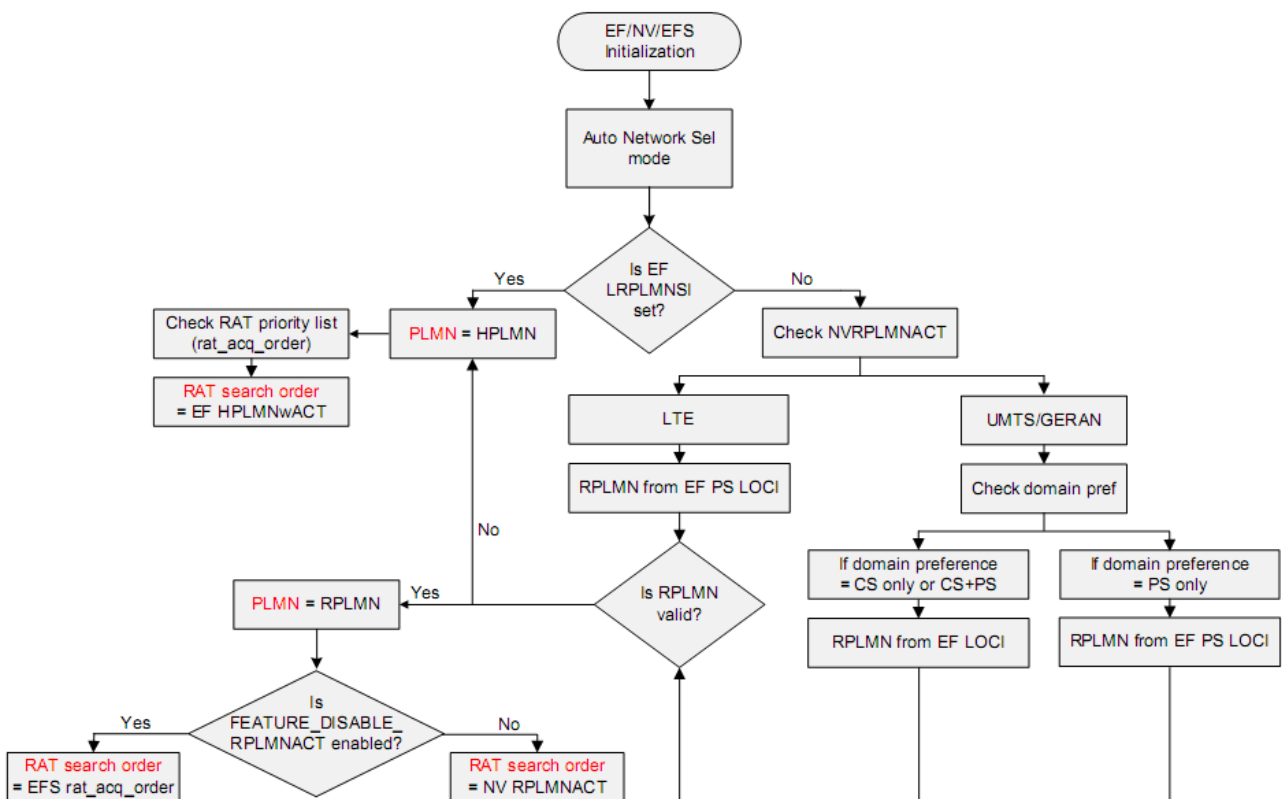 EF/NV/EFS
Initialization
Auto Network Sel
mode
Is EF
LRPLMNSI
set?
Yes
No
PLMN = HPLMN
Check RAT priority list
(rat_acq_order)
RAT search order
= EF HPLMNwACT
Check NVRPLMNACT
LTE
UMTS/GERAN
RPLMN from EF PS LOCI
Check domain pref
No
If domain preference
= CS only or CS+PS
If domain preference
= PS only
Is RPLMN
valid?
Yes
PLMN = RPLMN
RPLMN from EF LOCI
RPLMN from EF PS LOCI
Is
FEATURE_DISABLE_
RPLMNACT enabled?
Yes
No
RAT search order
= EFS rat_acq_order
RAT search order
= NV RPLMNACT